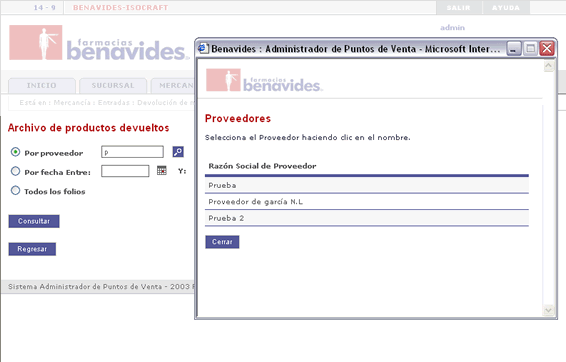 14 - 9 BENAVIDES-ISOCRAFT SALIR AYUDA
admin
farmacias
benavides
INICIO SUCURSAL MERCAN
Está en : Mercancía : Entradas : Devolución de m
Archivo de productos devueltos
Por proveedor p
Por fecha Entre: Y:
Todos los folios
Consultar
Regresar
Sistema Administrador de Puntos de Venta - 2003
Benavides : Administrador de Puntos de Venta - Microsoft Inter...
farmacias
benavides
Proveedores
Selecciona el Proveedor haciendo clic en el nombre.
Razón Social de Proveedor
Prueba
Proveedor de garcia N.L
Prueba 2
Cerrar